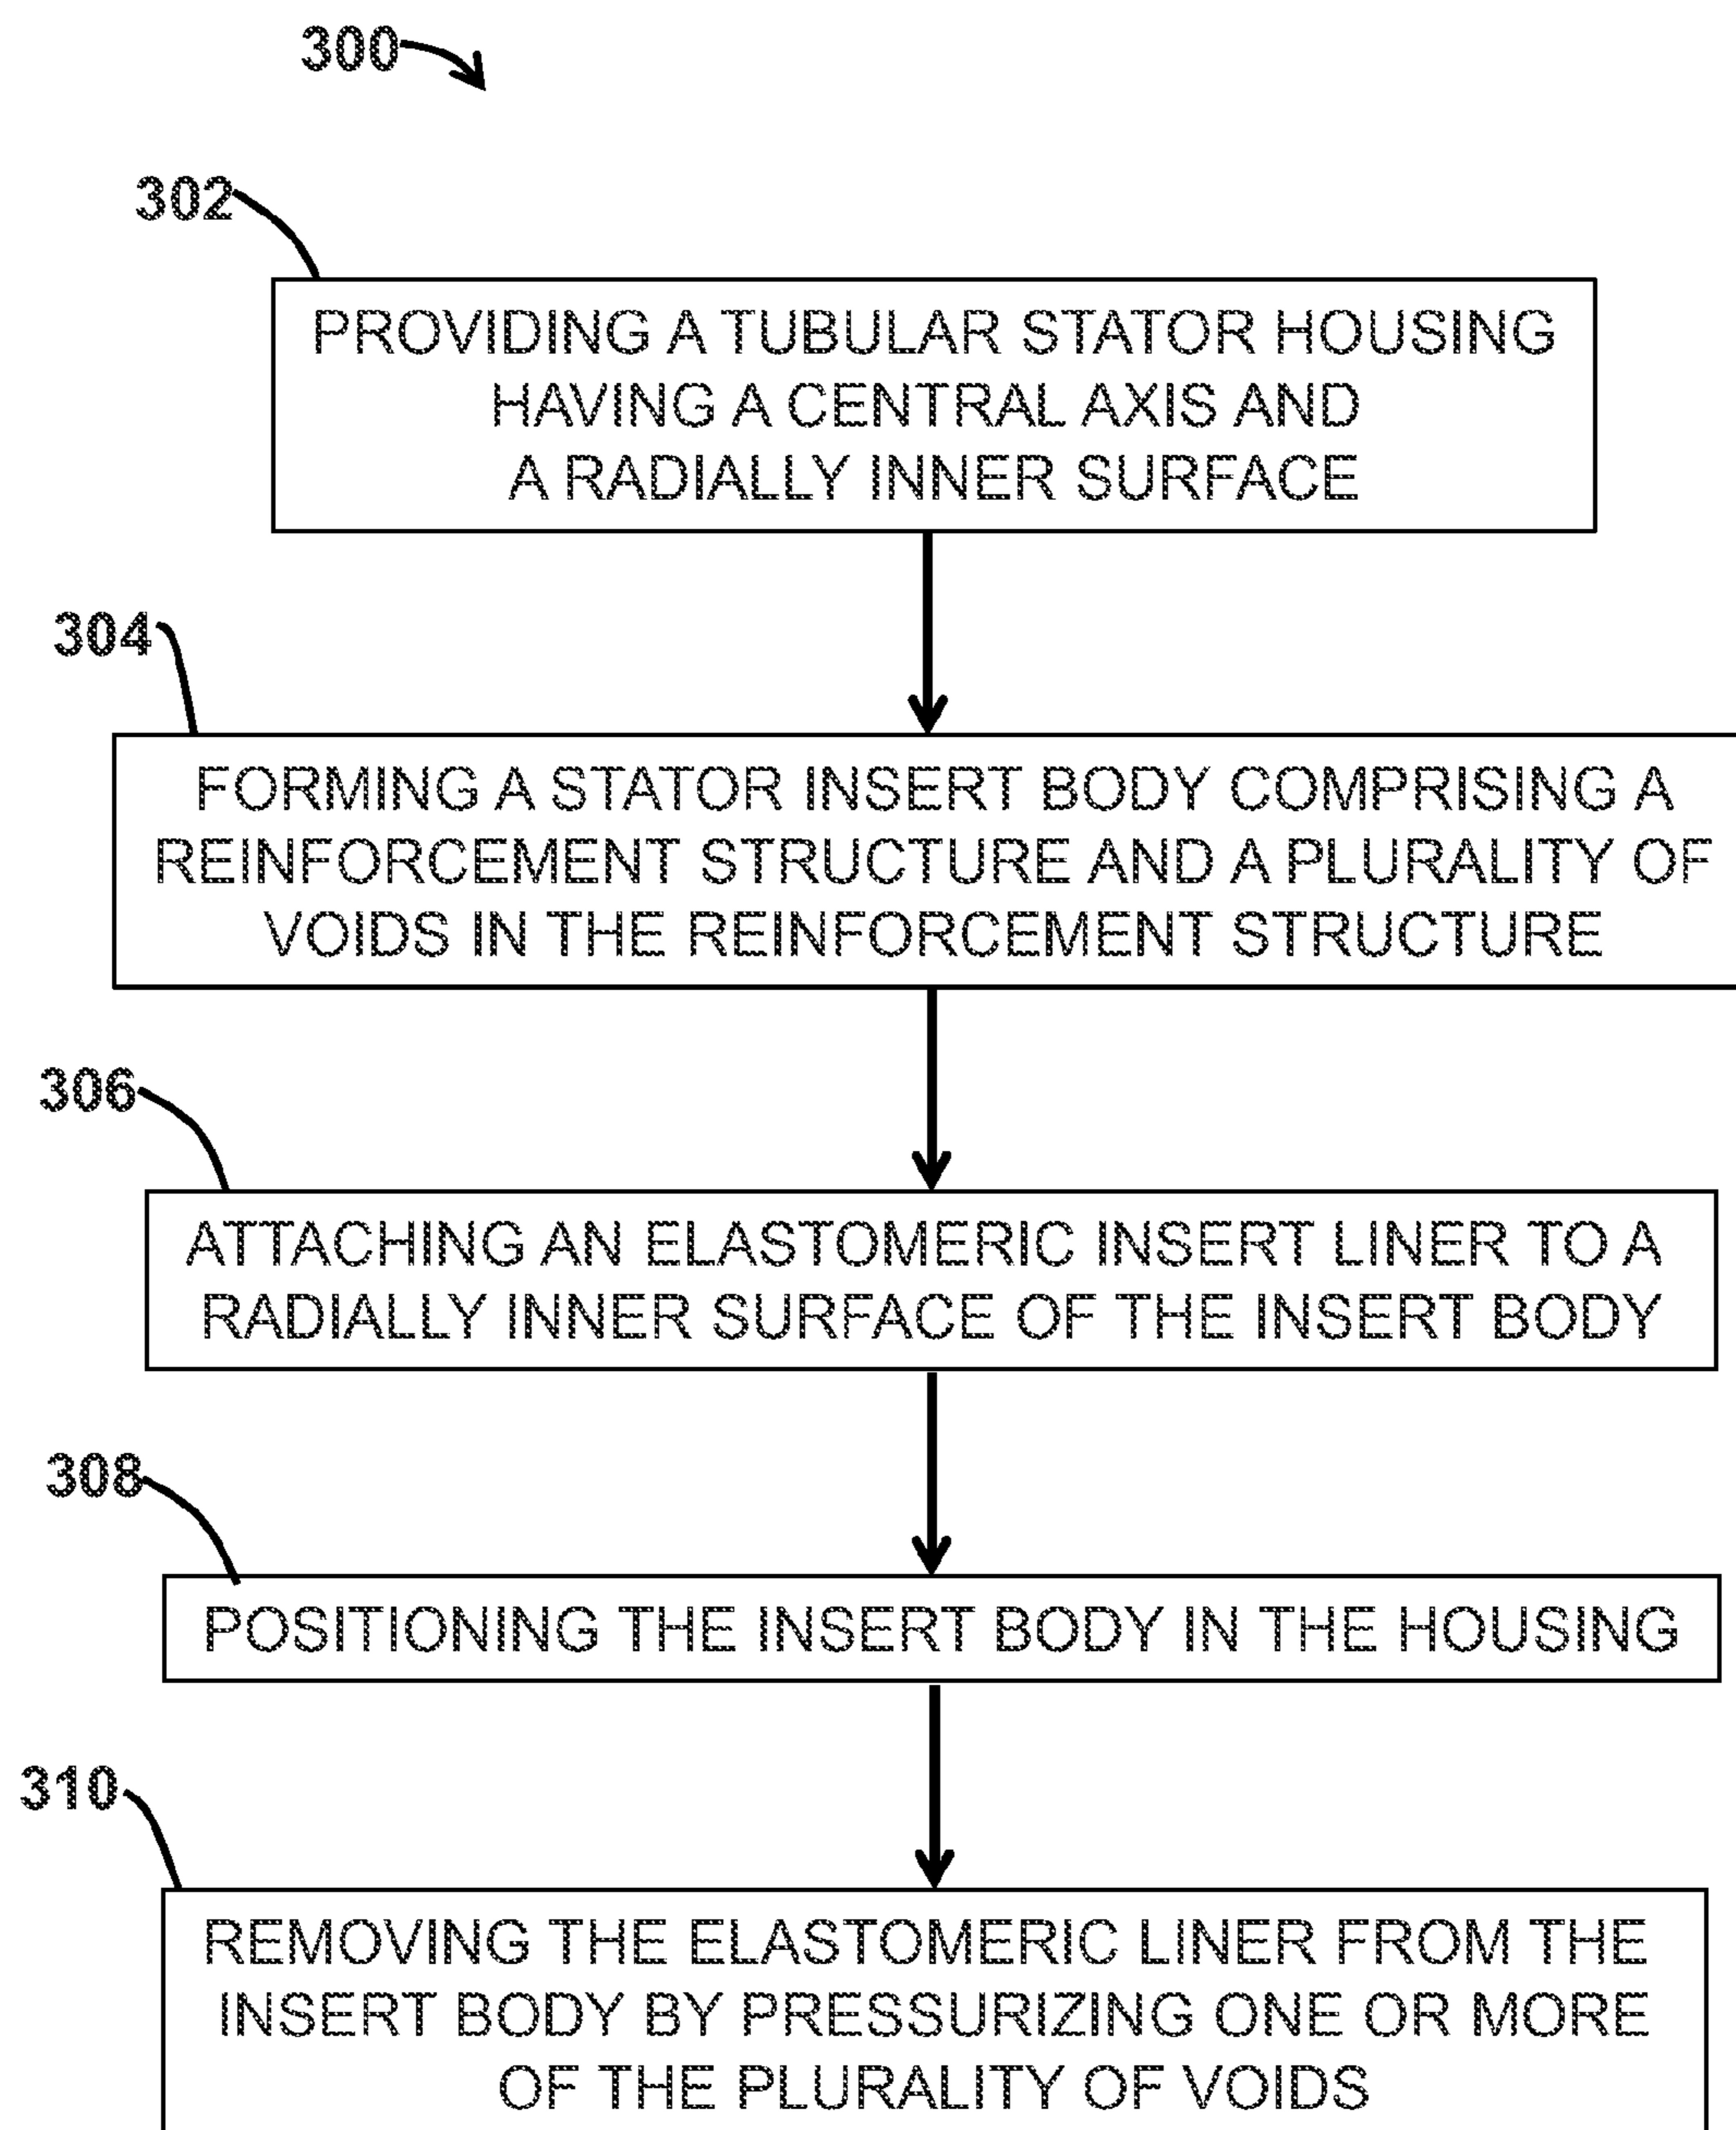 300
302
PROVIDING A TUBULAR STATOR HOUSING
HAVING A CENTRAL AXIS AND
A RADIALLY INNER SURFACE
304
FORMING A STATOR INSERT BODY COMPRISING A
REINFORCEMENT STRUCTURE AND A PLURALITY OF
VOIDS IN THE REINFORCEMENT STRUCTURE
306
ATTACHING AN ELASTOMERIC INSERT LINER TO A
RADIALLY INNER SURFACE OF THE INSERT BODY
308
POSITIONING THE INSERT BODY IN THE HOUSING
310
REMOVING THE ELASTOMERIC LINER FROM THE
INSERT BODY BY PRESSURIZING ONE OR MORE
OF THE PLURALITY OF VOIDS